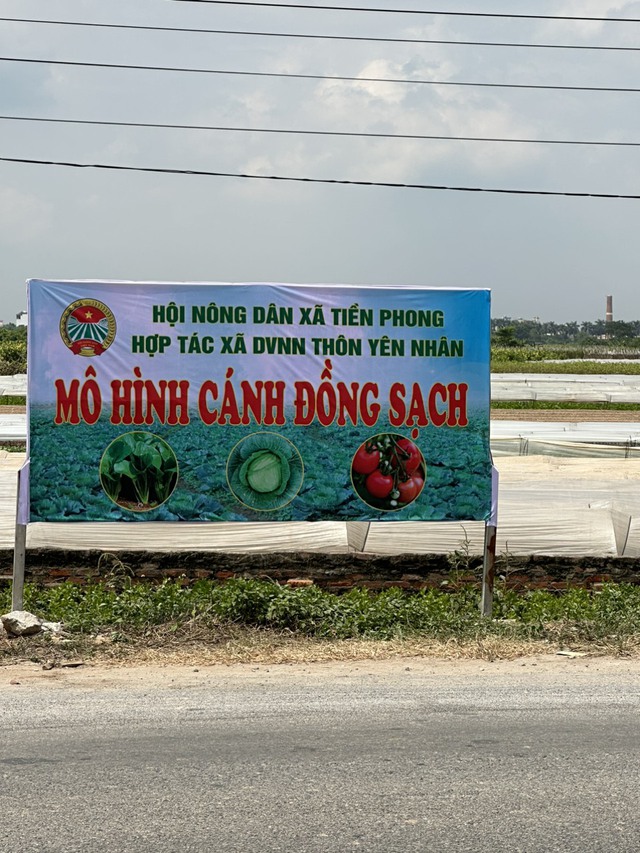 HỘI NÔNG DÂN XÃ TIỀN PHONG
HỢP TÁC XÃ DVNN THÔN YÊN NHÂN
MÔ HÌNH CÁNH ĐỒNG SẠCH